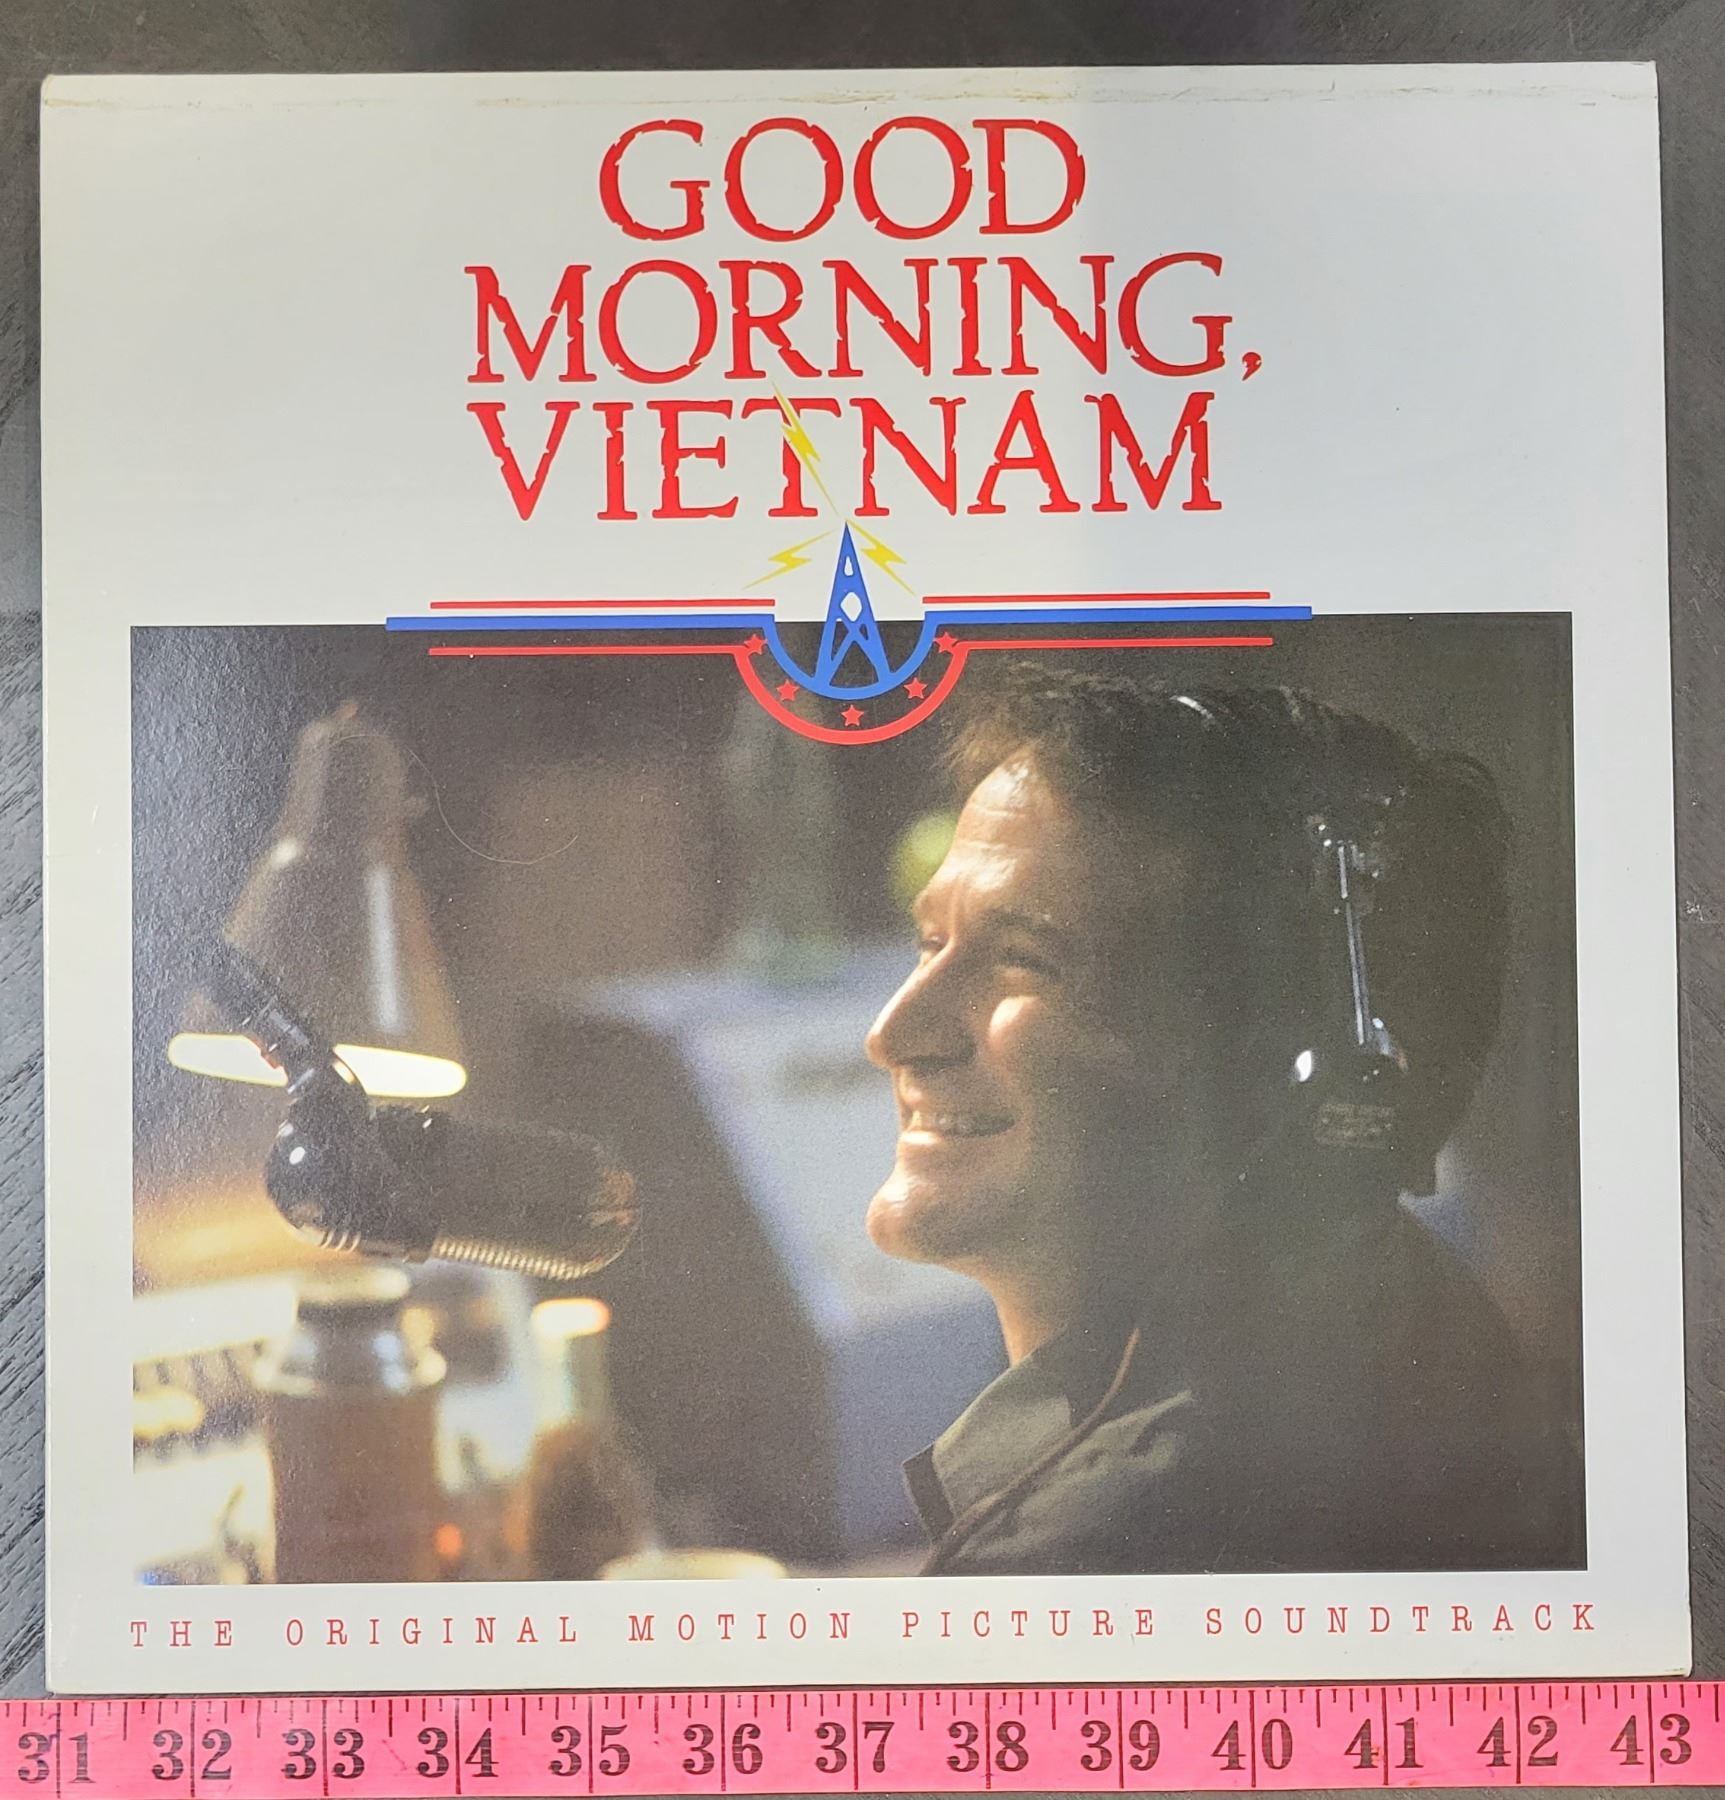 GOOD
MORNING,
VIETNAM
THE ORIGINAL MOTION PICTURE SOUNDTRACK
31 32 33 34 35 36 37 38 39 40 41 42 43